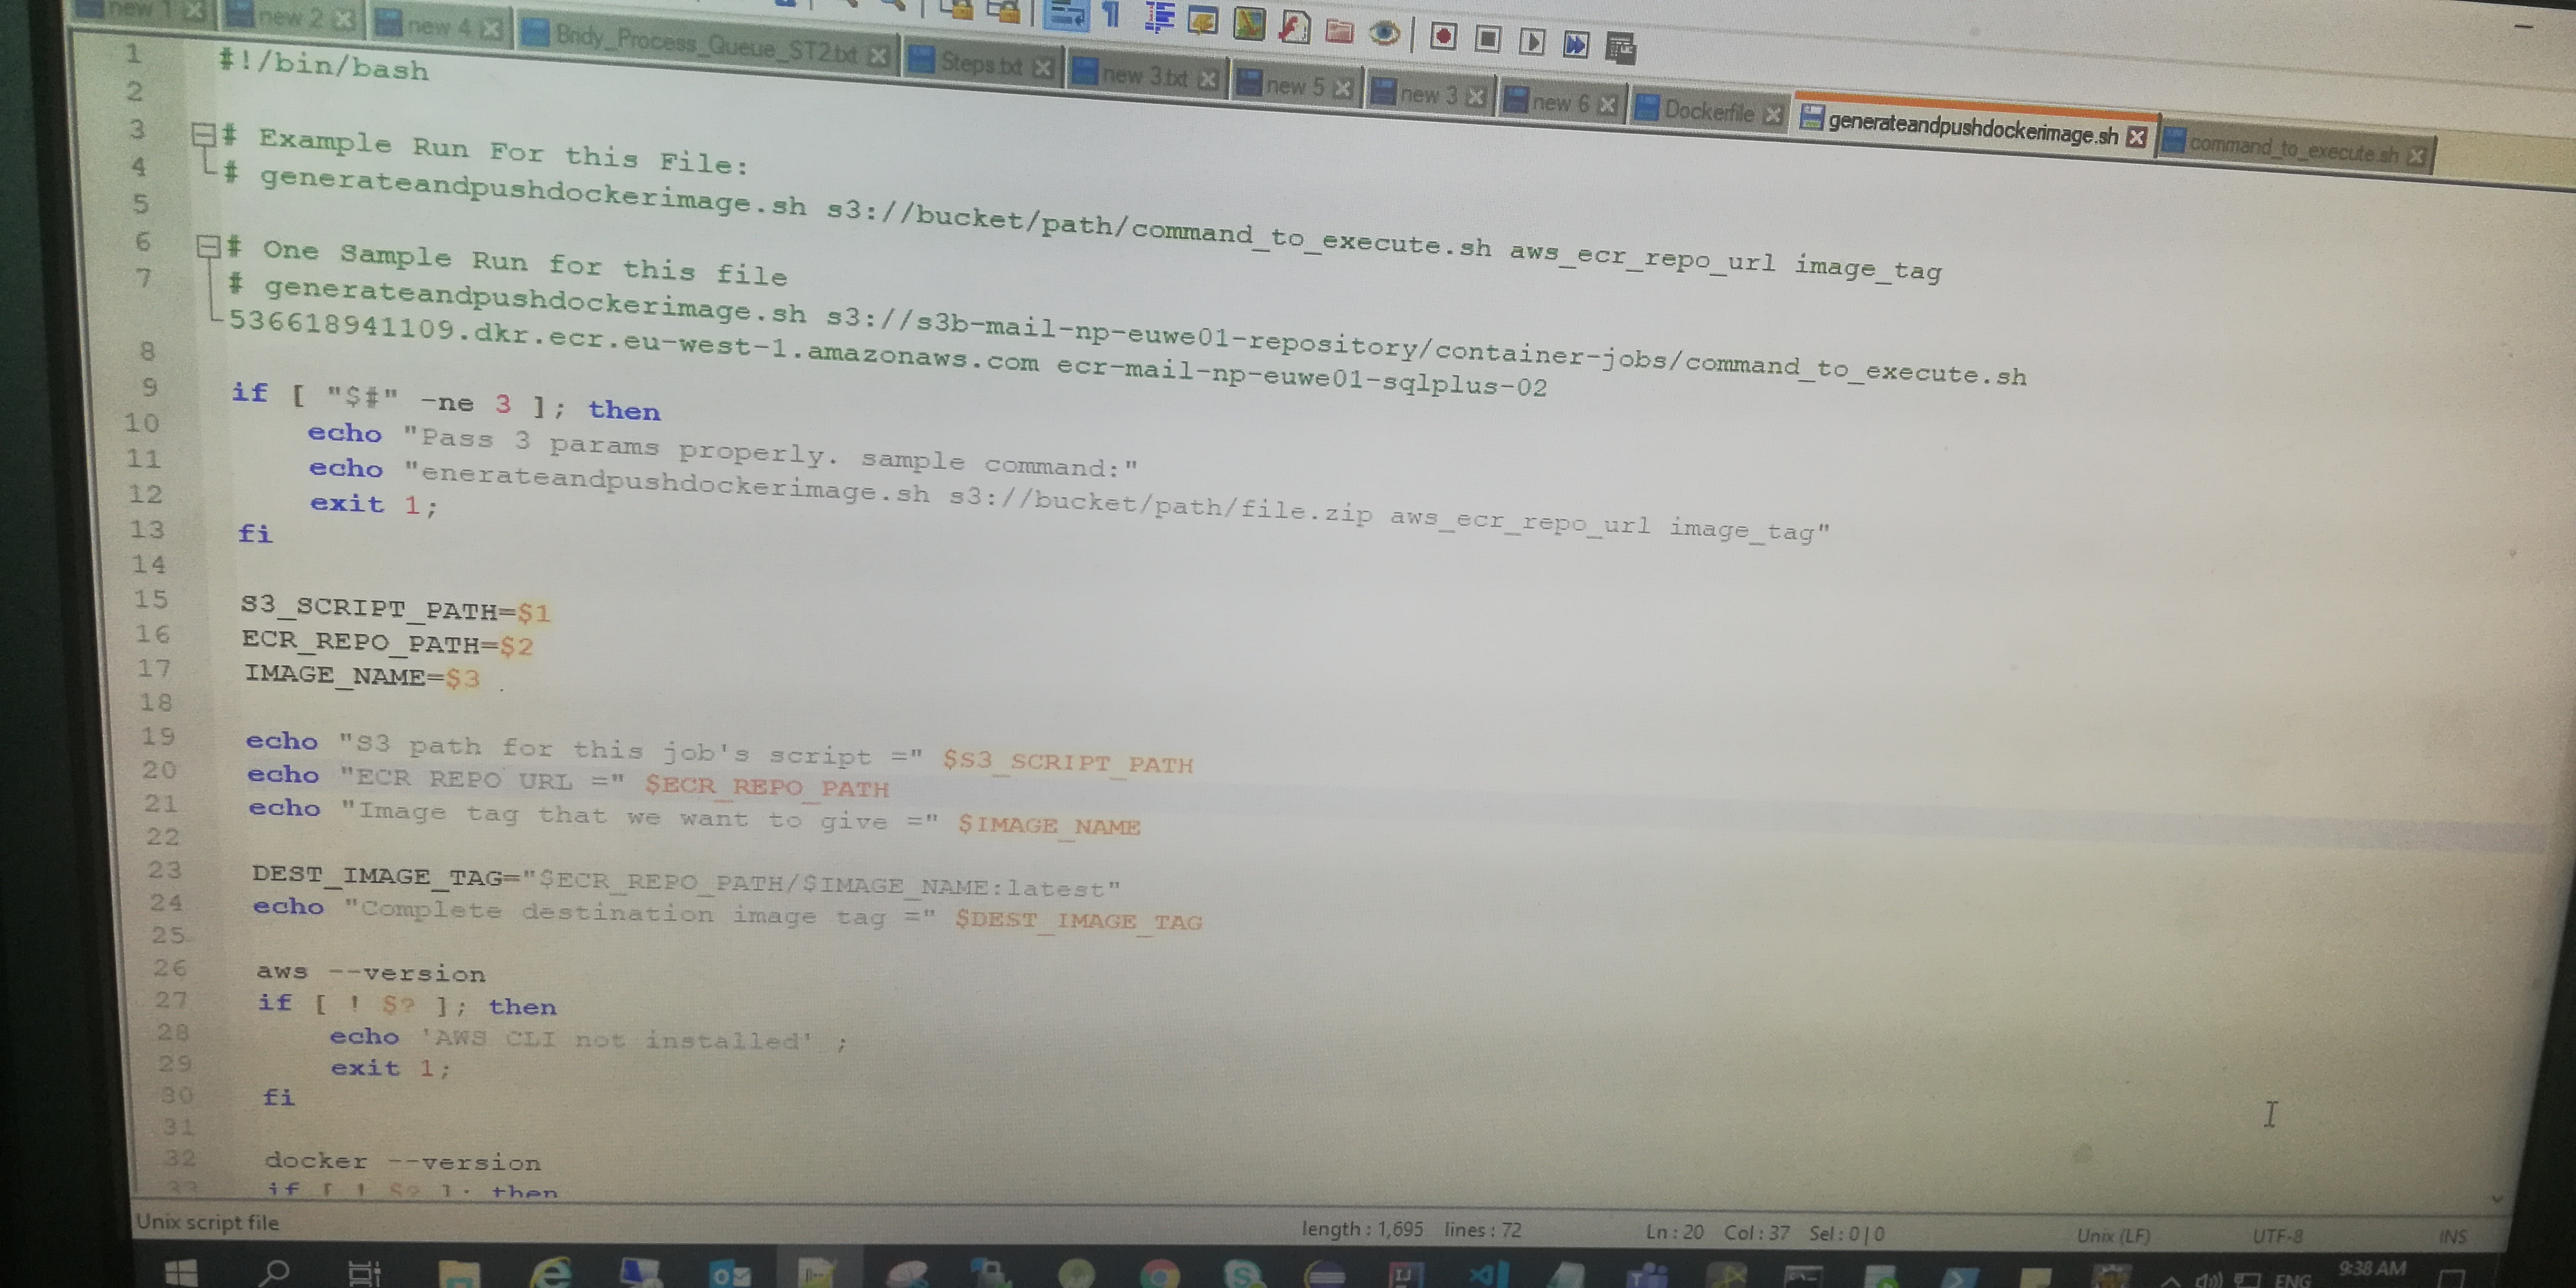 new 1
new 2
new 4
Bridy_Process_Queue_ST2.txt
Steps.txt
new 3.txt
new 5
new 3
new 6
Dockerfile
generateandpushdockerimage.sh
command_to_execute.sh
1 #!/bin/bash
2
3 # Example Run For this File:
4 # generateandpushdockerimage.sh s3://bucket/path/command_to_execute.sh aws_ecr_repo_url image_tag
5
6 # One Sample Run for this file
7 # generateandpushdockerimage.sh s3://s3b-mail-np-euwe01-repository/container-jobs/command_to_execute.sh
536618941109.dkr.ecr.eu-west-1.amazonaws.com ecr-mail-np-euwe01-sqlplus-02
8
9 if [ "$#" -ne 3 ]; then
10 echo "Pass 3 params properly. sample command:"
11 echo "enerateandpushdockerimage.sh s3://bucket/path/file.zip aws_ecr_repo_url image_tag"
12 exit 1;
13 fi
14
15 S3_SCRIPT_PATH=$1
16 ECR_REPO_PATH=$2
17 IMAGE_NAME=$3
18
19 echo "S3 path for this job's script =" $S3_SCRIPT_PATH
20 echo "ECR REPO URL =" $ECR_REPO_PATH
21 echo "Image tag that we want to give =" $IMAGE_NAME
22
23 DEST_IMAGE_TAG="$ECR_REPO_PATH/$IMAGE_NAME:latest"
24 echo "Complete destination image tag =" $DEST_IMAGE_TAG
25
26 aws --version
27 if [ ! $? ]; then
28 echo 'AWS CLI not installed' ;
29 exit 1;
30 fi
31
32 docker --version
33 if [ ! $? ]; then
Unix script file
length : 1,695 lines : 72
Ln : 20 Col : 37 Sel : 0 | 0
Unix (LF)
UTF-8
INS
ENG
9:38 AM